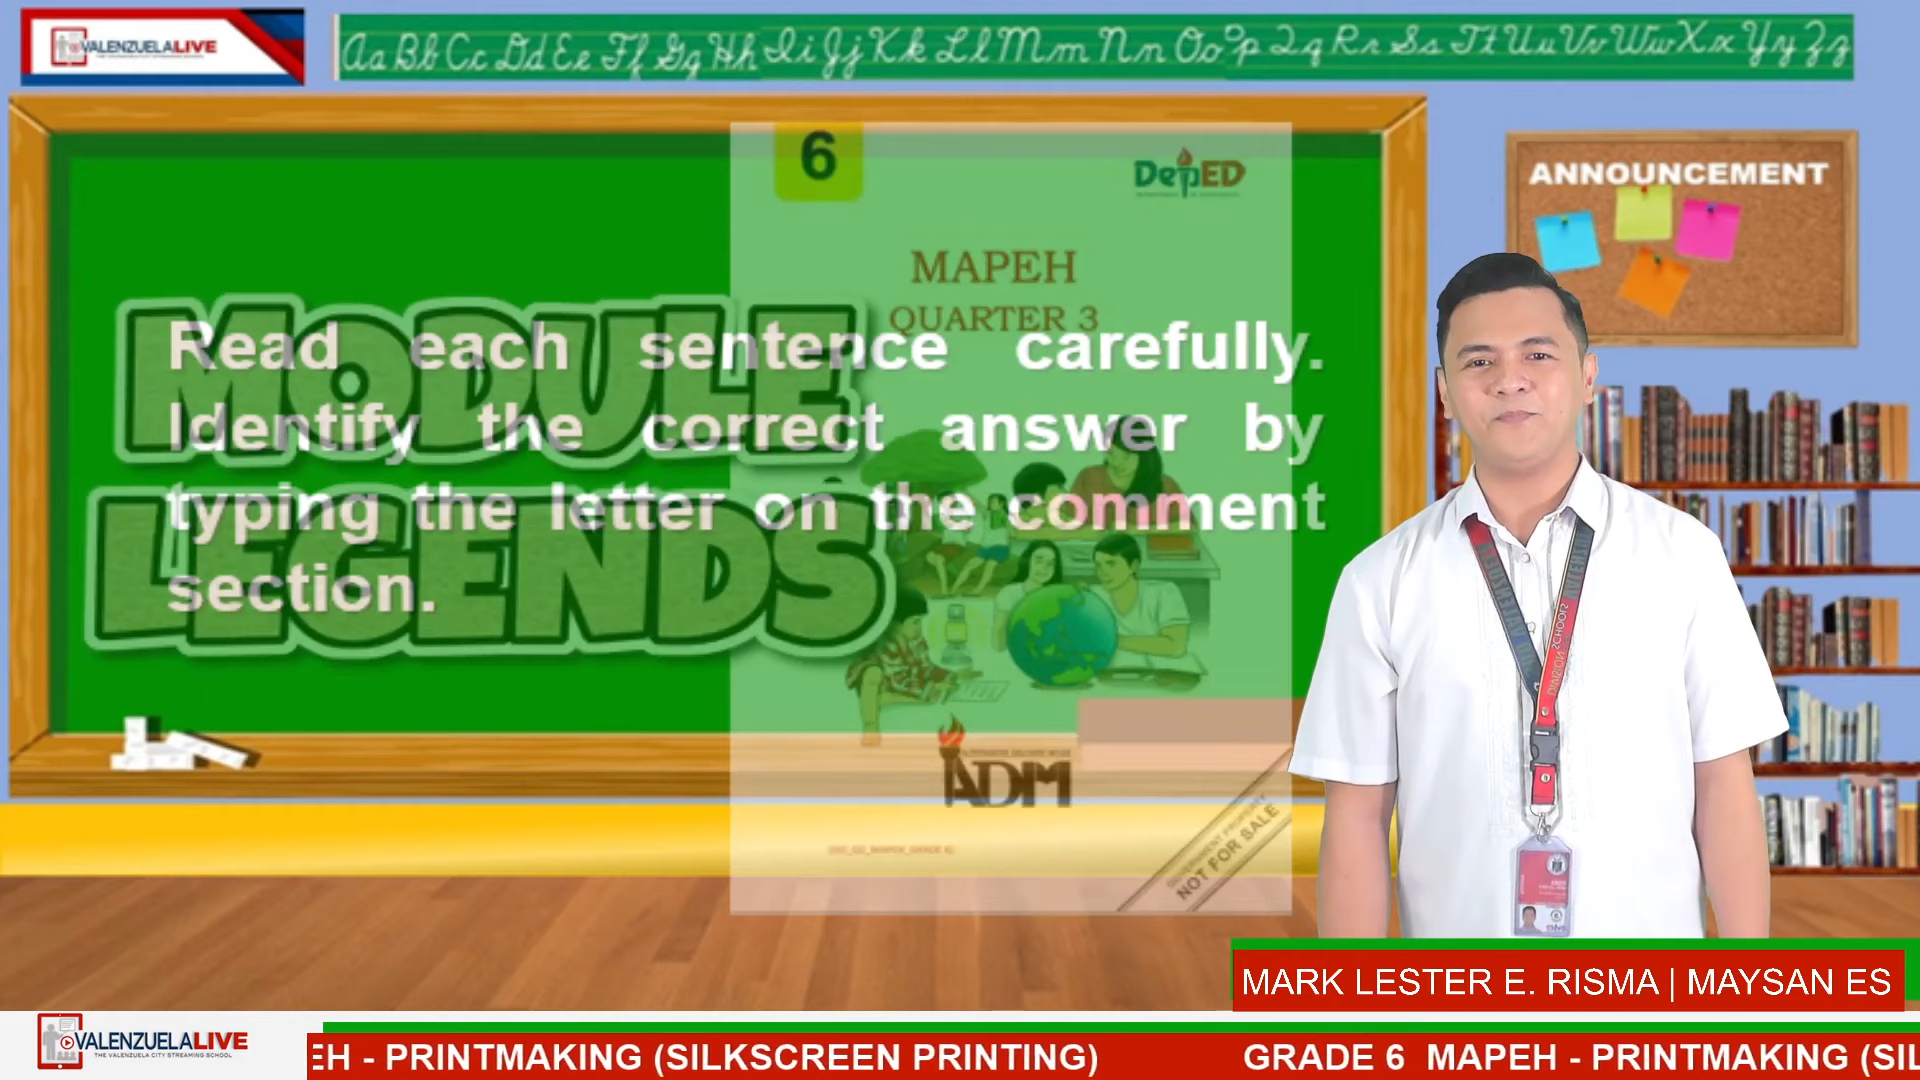 VALENZUELALIVE
Aa Bb Cc Dd Ee Ff Gg Hh Ii Jj Kk Ll Mm Nn Oo Pp Qq Rr Ss Tt Uu Vv Ww Xx Yy Zz
ANNOUNCEMENT
6
DepED
MAPEH
QUARTER 3
MODULE
LEGENDS
Read each sentence carefully.
Identify the correct answer by
typing the letter on the comment
section.
ADM
GOVERNMENT PROPERTY
NOT FOR SALE
MARK LESTER E. RISMA | MAYSAN ES
VALENZUELALIVE
THE VALENZUELA CITY STREAMING SCHOOL
EH - PRINTMAKING (SILKSCREEN PRINTING) GRADE 6 MAPEH - PRINTMAKING (SIL